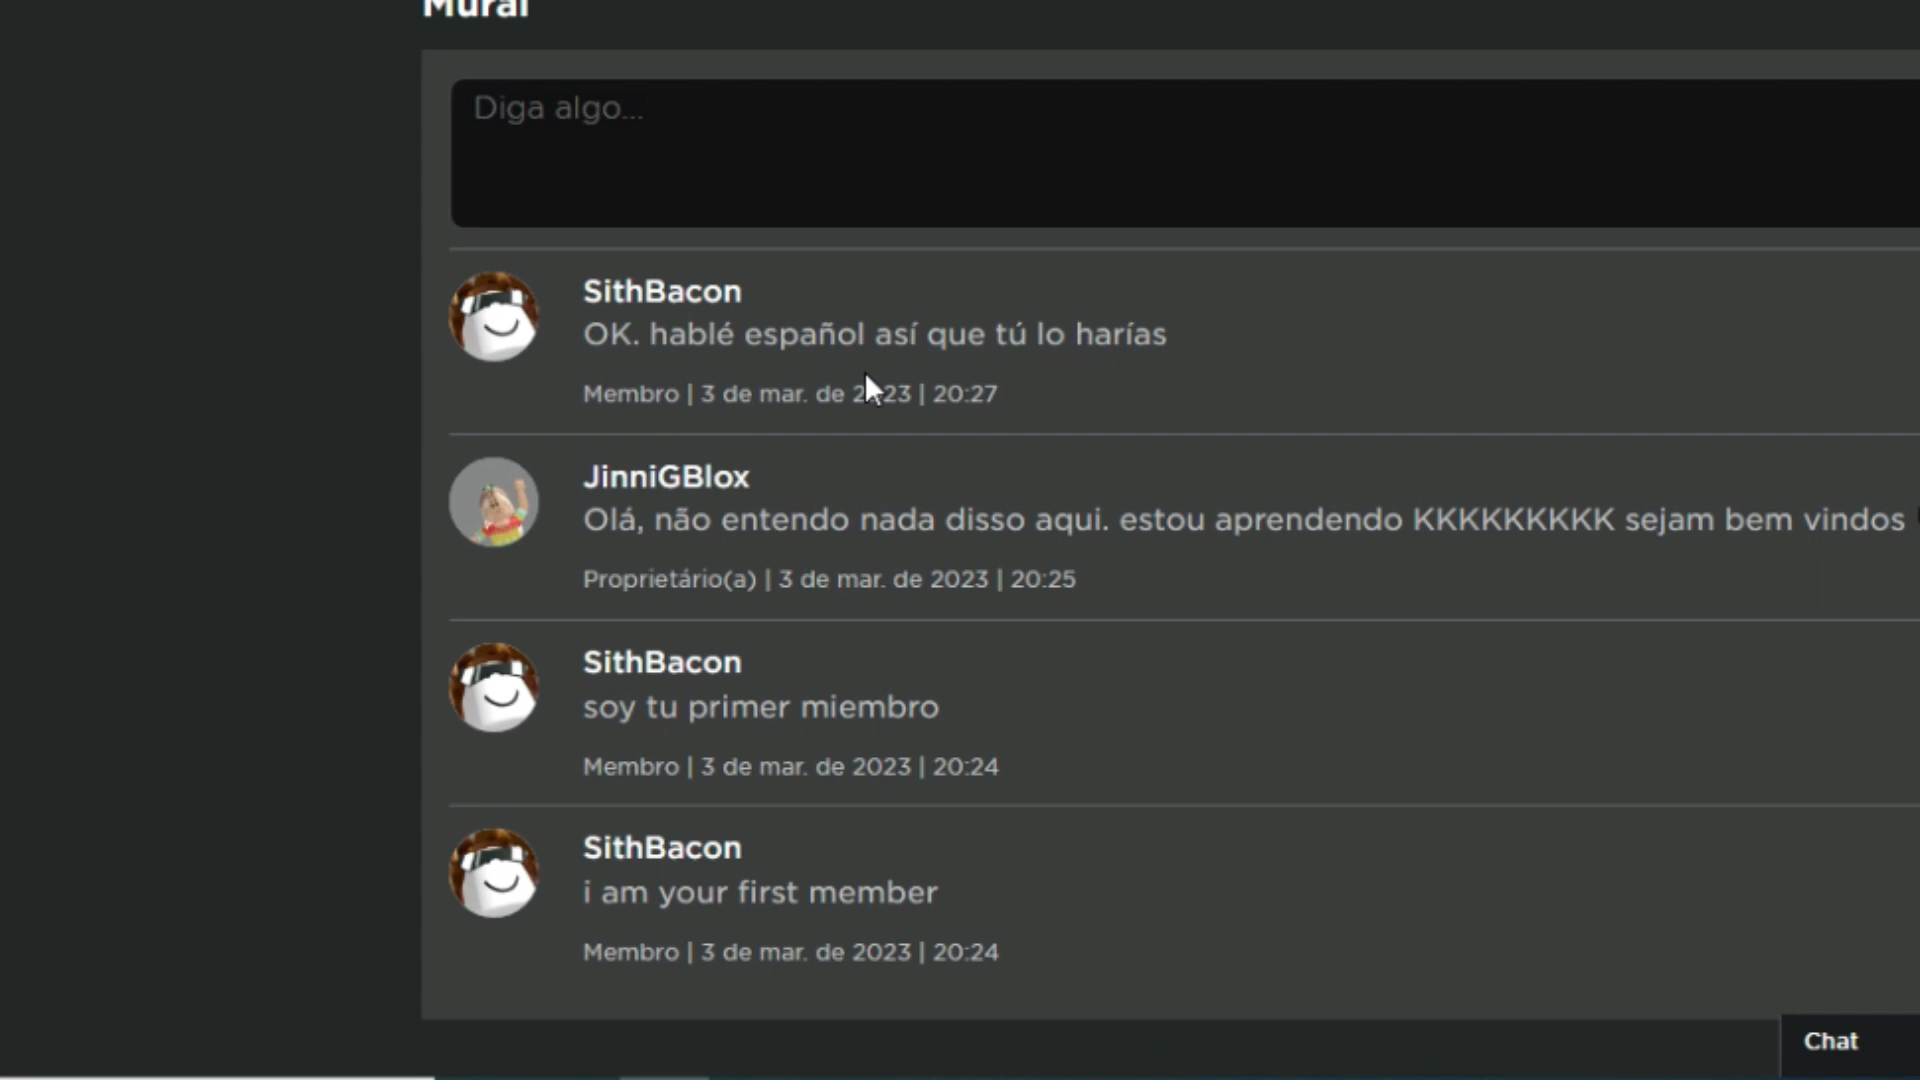 Mural
Diga algo...
SithBacon
OK. hablé español así que tú lo harías
Membro | 3 de mar. de 2023 | 20:27
JinniGBlox
Olá, não entendo nada disso aqui. estou aprendendo KKKKKKKKK sejam bem vindos
Proprietário(a) | 3 de mar. de 2023 | 20:25
SithBacon
soy tu primer miembro
Membro | 3 de mar. de 2023 | 20:24
SithBacon
i am your first member
Membro | 3 de mar. de 2023 | 20:24
Chat